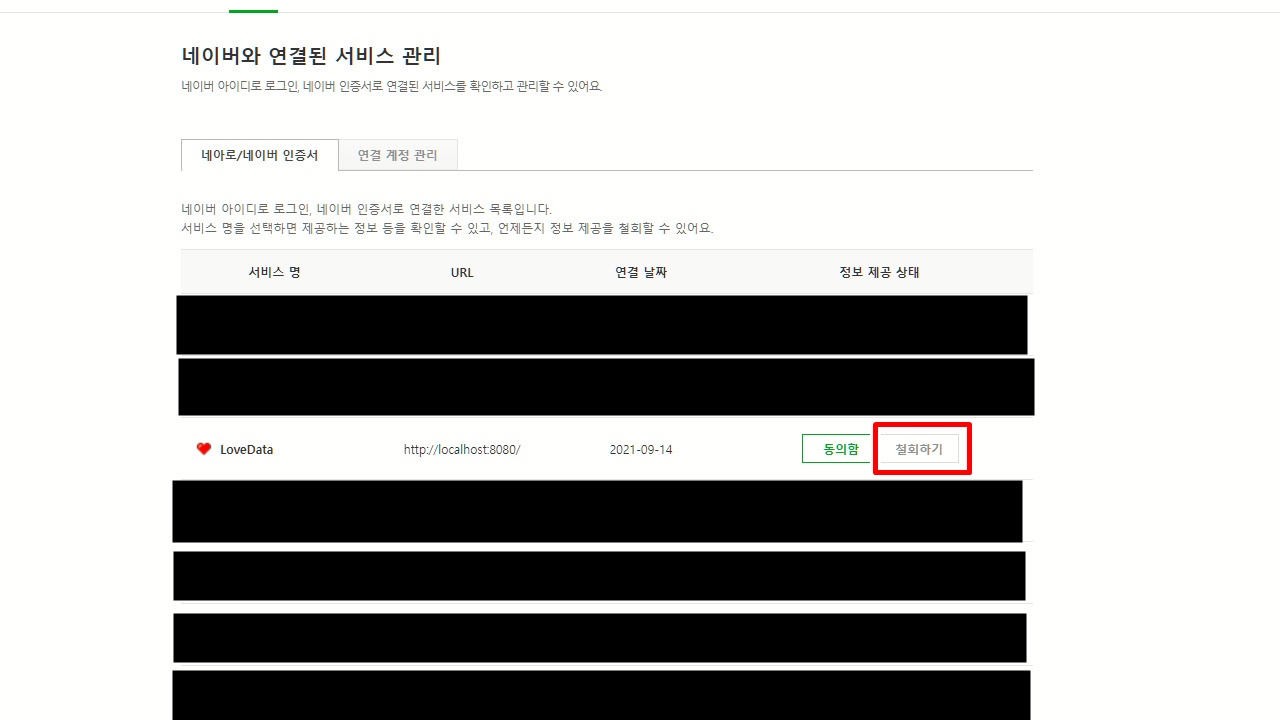 네이버와 연결된 서비스 관리
네이버 아이디로 로그인, 네이버 인증서로 연결된 서비스를 확인하고 관리할 수 있어요.
네아로/네이버 인증서 연결 계정 관리
네이버 아이디로 로그인, 네이버 인증서로 연결한 서비스 목록입니다.
서비스 명을 선택하면 제공하는 정보 등을 확인할 수 있고, 언제든지 정보 제공을 철회할 수 있어요.
서비스 명 URL 연결 날짜 정보 제공 상태
LoveData http://localhost:8080/ 2021-09-14 동의함 철회하기